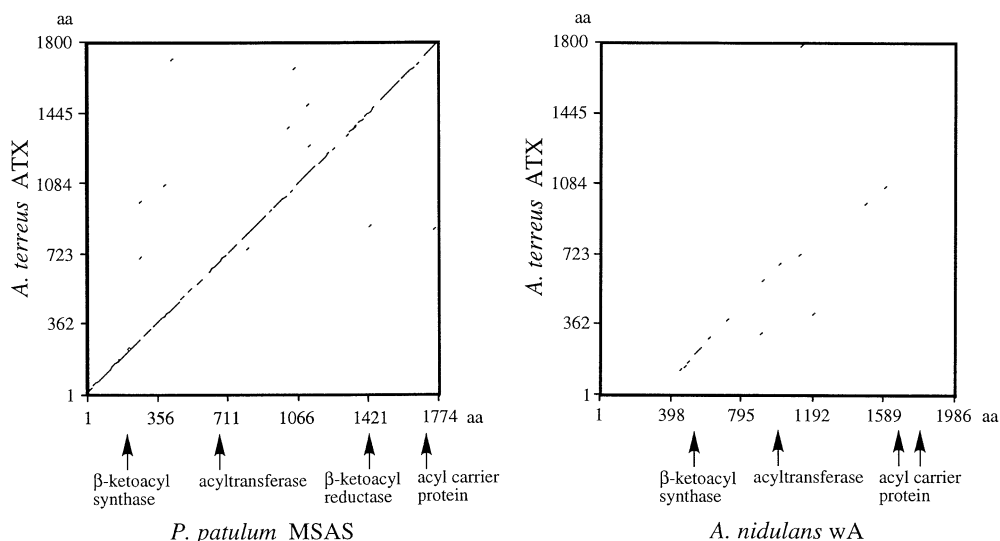 aa
1800
1445
1084
723
362
1
A. terreus ATX
1 356 711 1066 1421 1774 aa
β-ketoacyl
synthase
acyltransferase
β-ketoacyl
reductase
acyl carrier
protein
P. patulum MSAS
aa
1800
1445
1084
723
362
1
A. terreus ATX
1 398 795 1192 1589 1986 aa
β-ketoacyl
synthase
acyltransferase
acyl carrier
protein
A. nidulans wA